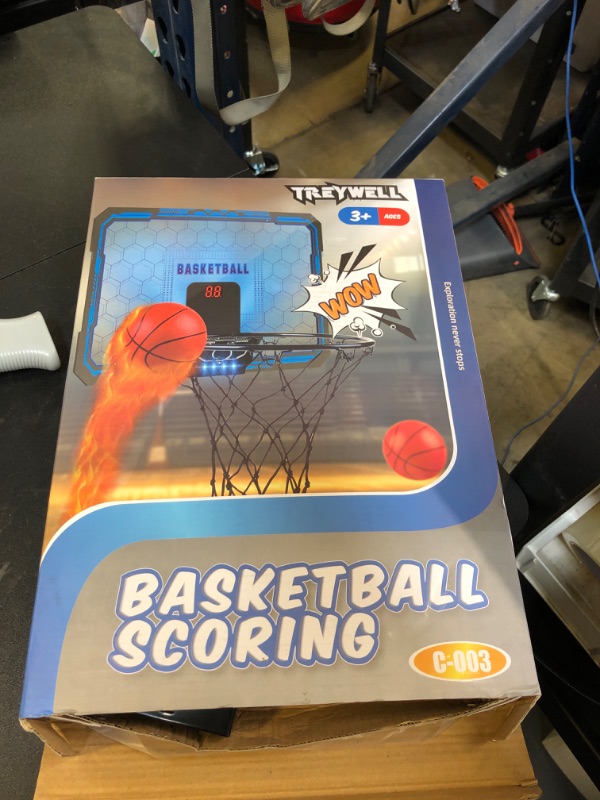 TREYWELL
3+ AGES
BASKETBALL
88
WOW
Exploration never stops
BASKETBALL
SCORING
C-003